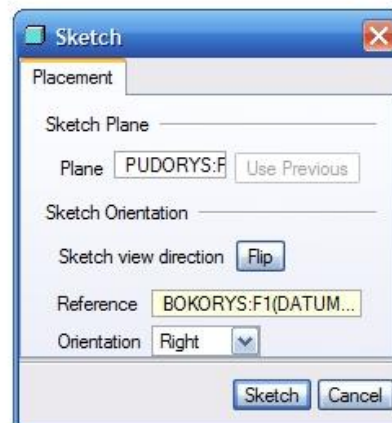 Sketch
Placement
Sketch Plane
Plane PUDORYS:F Use Previous
Sketch Orientation
Sketch view direction Flip
Reference BOKORYS:F1(DATUM...
Orientation Right
Sketch Cancel